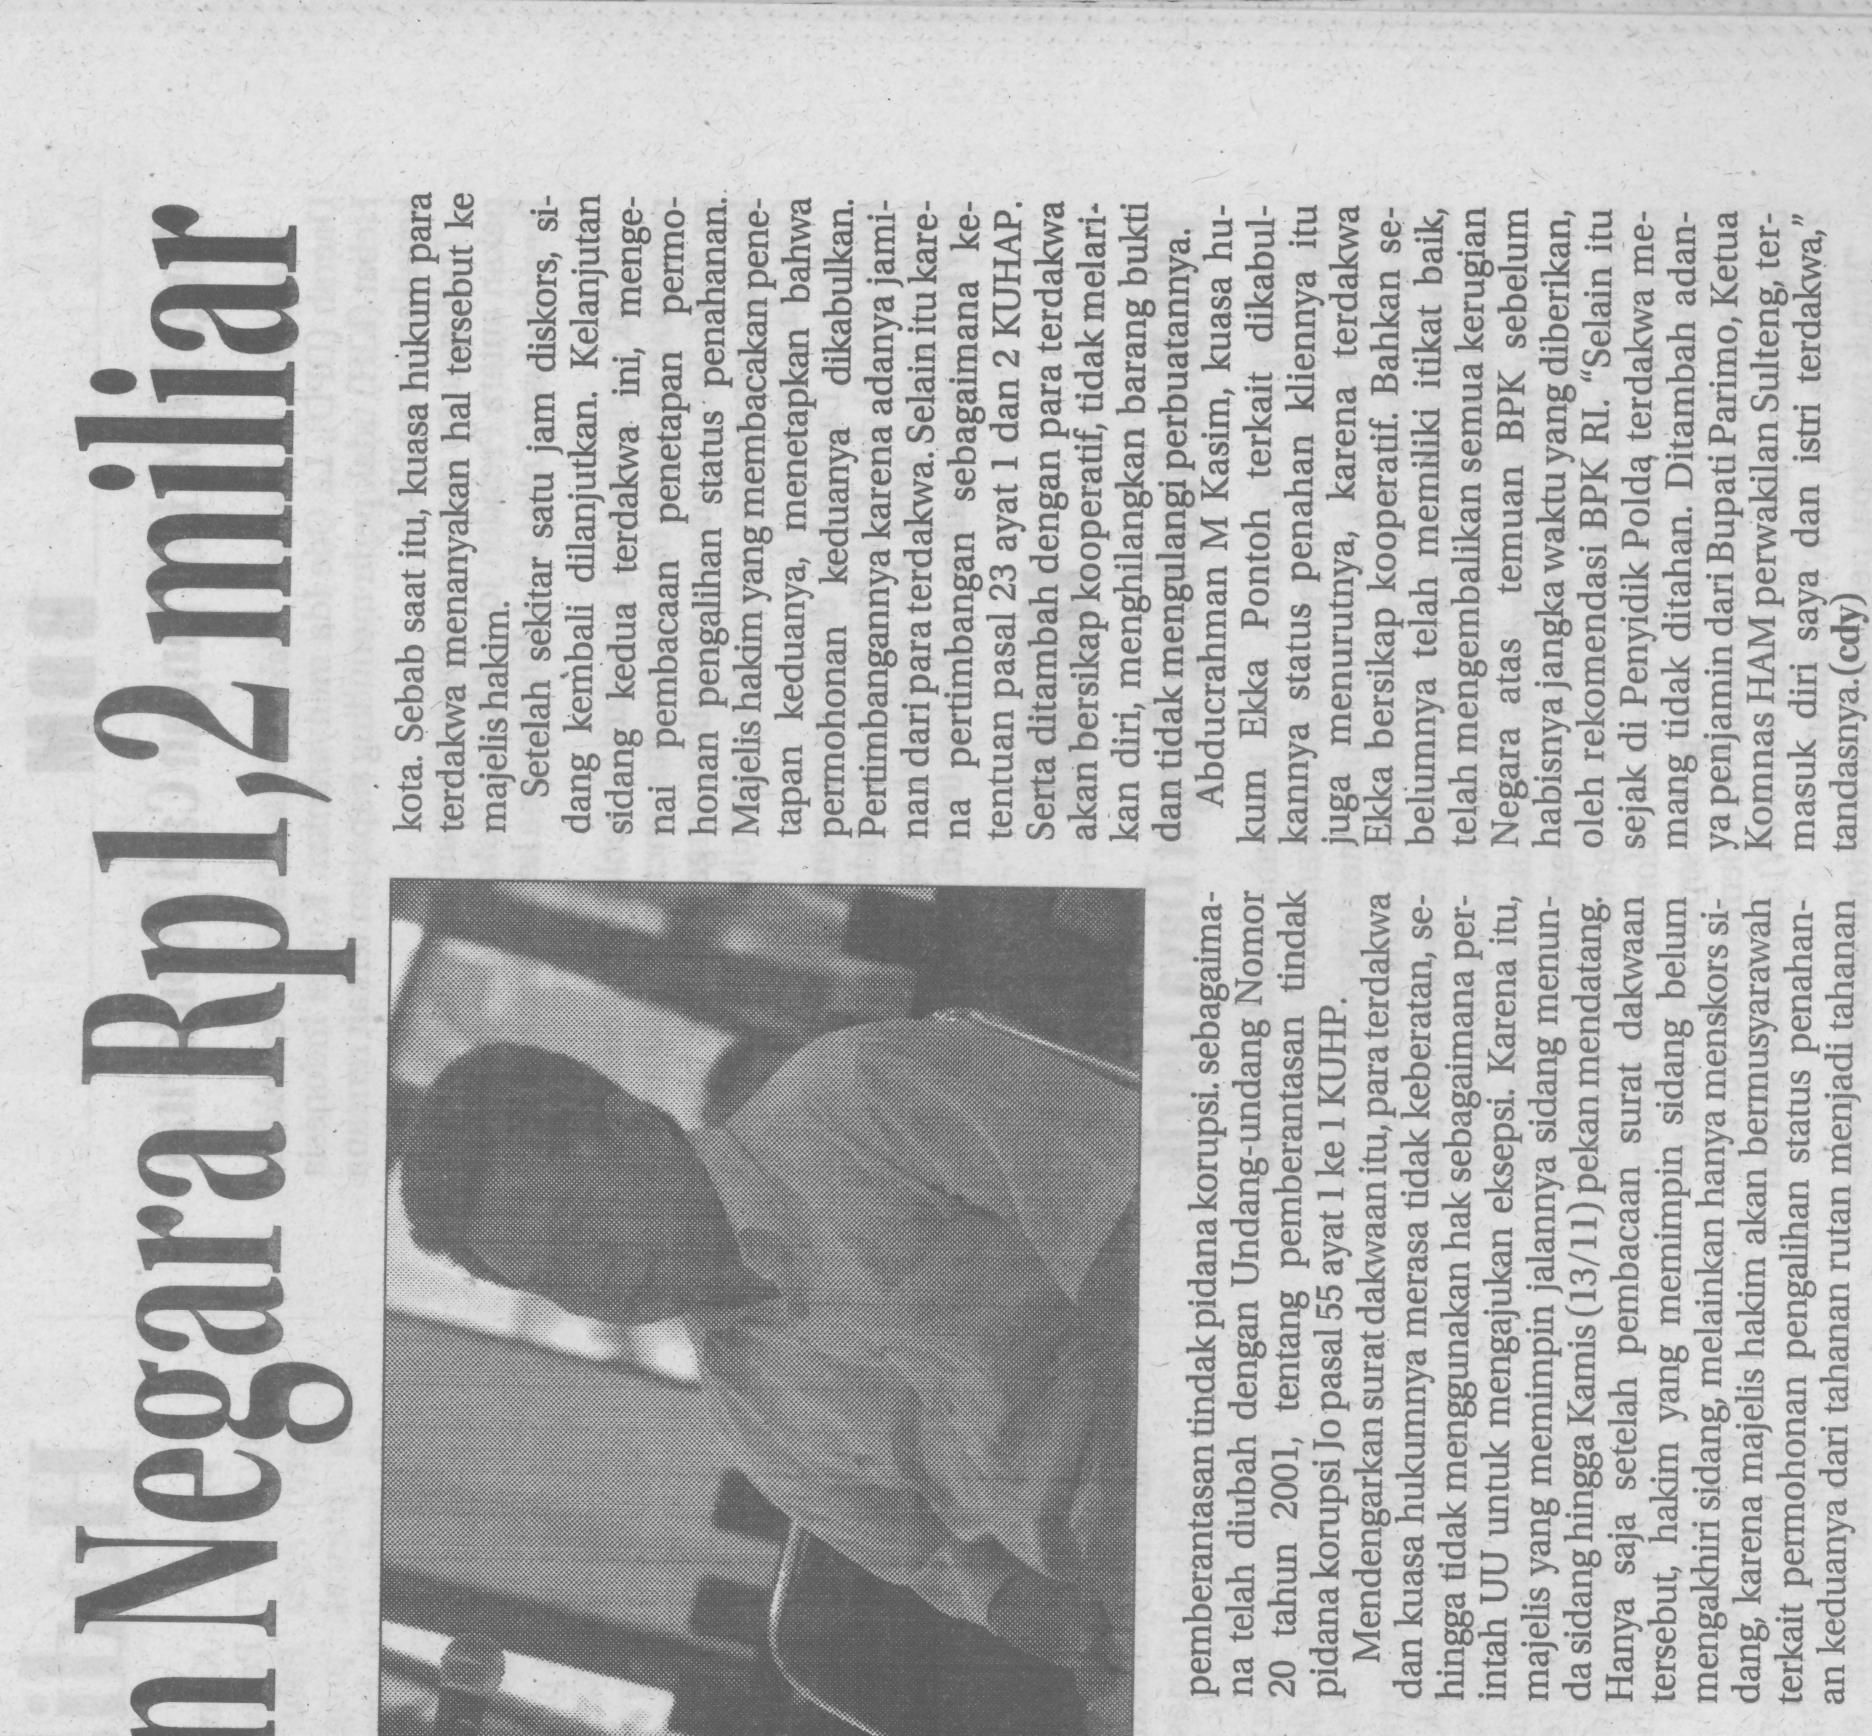 n Negara Rp1,2 miliar
pemberantasan tindak pidana korupsi. sebagaima-
na telah diubah dengan Undang-undang Nomor
20 tahun 2001, tentang pemberantasan tindak
pidana korupsi Jo pasal 55 ayat 1 ke 1 KUHP.
Mendengarkan surat dakwaan itu, para terdakwa
dan kuasa hukumnya merasa tidak keberatan, se-
hingga tidak menggunakan hak sebagaimana per-
intah UU untuk mengajukan eksepsi. Karena itu,
majelis yang memimpin jalannya sidang menun-
da sidang hingga Kamis (13/11) pekan mendatang.
Hanya saja setelah pembacaan surat dakwaan
tersebut, hakim yang memimpin sidang belum
mengakhiri sidang, melainkan hanya menskors si-
dang, karena majelis hakim akan bermusyarawah
terkait permohonan pengalihan status penahan-
an keduanya dari tahanan rutan menjadi tahanan
kota. Sebab saat itu, kuasa hukum para
terdakwa menanyakan hal tersebut ke
majelis hakim.
Setelah sekitar satu jam diskors, si-
dang kembali dilanjutkan. Kelanjutan
sidang kedua terdakwa ini, menge-
nai pembacaan penetapan permo-
honan pengalihan status penahanan.
Majelis hakim yang membacakan pene-
tapan keduanya, menetapkan bahwa
permohonan keduanya dikabulkan.
Pertimbangannya karena adanya jami-
nan dari para terdakwa. Selain itu kare-
na pertimbangan sebagaimana ke-
tentuan pasal 23 ayat 1 dan 2 KUHAP.
Serta ditambah dengan para terdakwa
akan bersikap kooperatif, tidak melari-
kan diri, menghilangkan barang bukti
dan tidak mengulangi perbuatannya.
Abducrahman M Kasim, kuasa hu-
kum Ekka Pontoh terkait dikabul-
kannya status penahan kliennya itu
juga menurutnya, karena terdakwa
Ekka bersikap kooperatif. Bahkan se-
belumnya telah memiliki itikat baik,
telah mengembalikan semua kerugian
Negara atas temuan BPK sebelum
habisnya jangka waktu yang diberikan,
oleh rekomendasi BPK RI. “Selain itu
sejak di Penyidik Polda, terdakwa me-
mang tidak ditahan. Ditambah adan-
ya penjamin dari Bupati Parimo, Ketua
Komnas HAM perwakilan Sulteng, ter-
masuk diri saya dan istri terdakwa,”
tandasnya.(cdy)